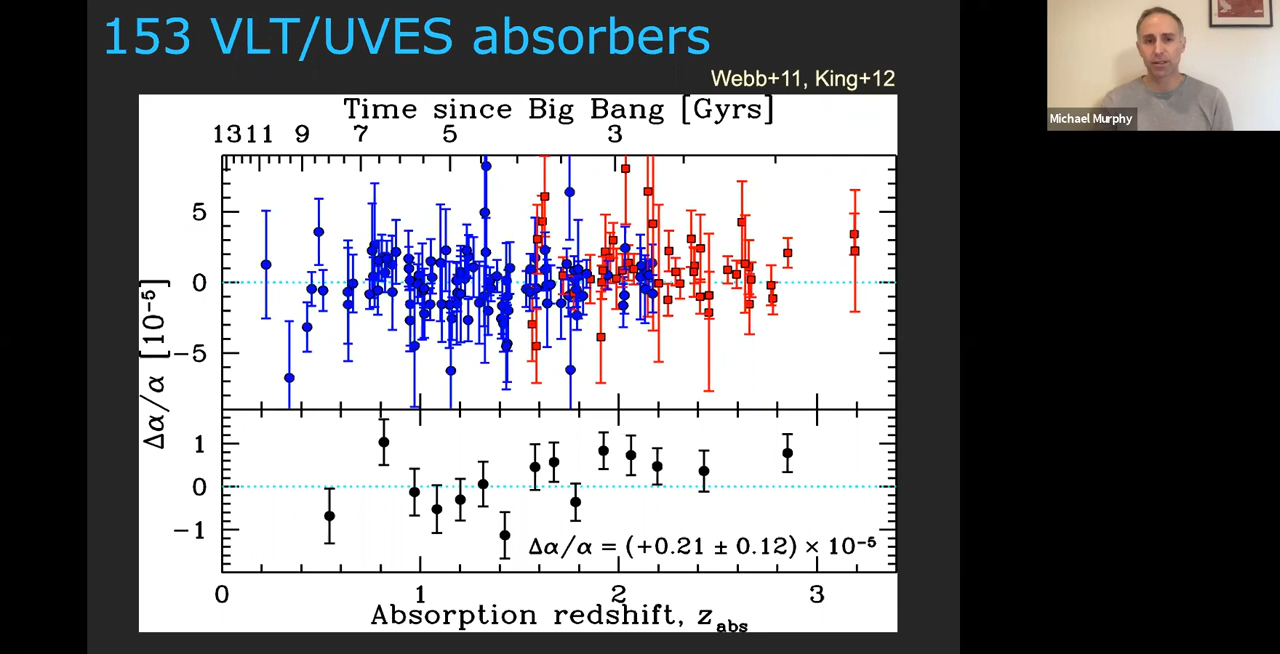 153 VLT/UVES absorbers
Webb+11, King+12
Michael Murphy
Time since Big Bang [Gyrs]
13 11 9 7 5 3
5
0
−5
Δα/α [10⁻⁵]
1
0
−1
Δα/α = (+0.21 ± 0.12) × 10⁻⁵
0 1 2 3
Absorption redshift, z_abs